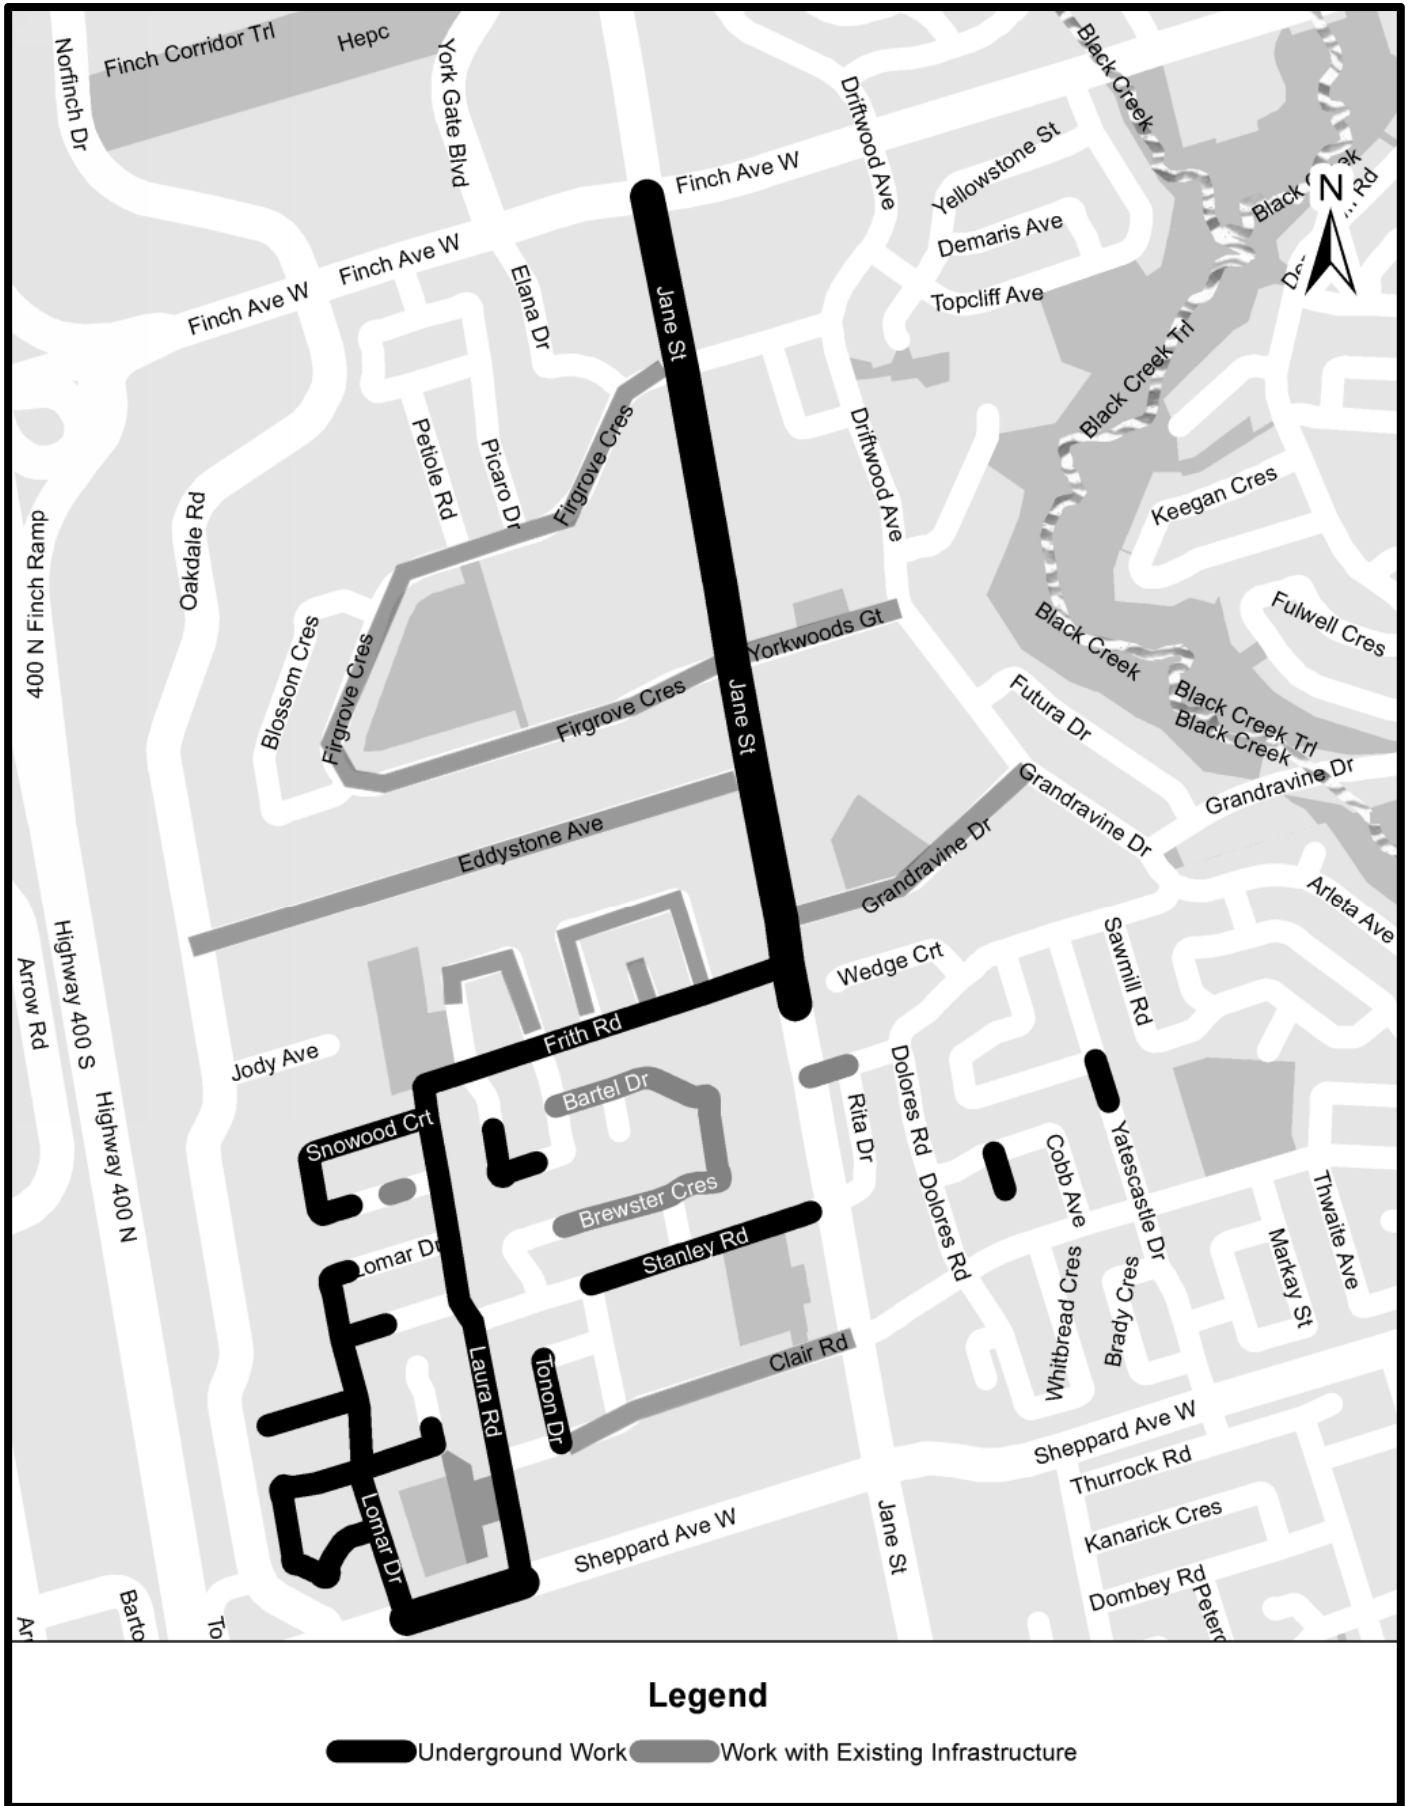 Norfinch Dr
Finch Corridor Trl
Hepc
York Gate Blvd
Driftwood Ave
Black Creek
Finch Ave W
Yellowstone St
Black Creek
N
Rd
Demaris Ave
Finch Ave W
Elana Dr
Topcliff Ave
Finch Ave W
Jane St
Black Creek Trl
Petiole Rd
Picaro Dr
Firgrove Cres
Driftwood Ave
Keegan Cres
Oakdale Rd
400 N Finch Ramp
Fulwell Cres
Blossom Cres
Firgrove Cres
Yorkwoods Gt
Black Creek
Firgrove Cres
Jane St
Futura Dr
Black Creek Trl
Black Creek
Grandravine Dr
Grandravine Dr
Eddystone Ave
Grandravine Dr
Arleta Ave
Highway 400 S
Arrow Rd
Wedge Crt
Sawmill Rd
Frith Rd
Jody Ave
Dolores Rd
Bartel Dr
Rita Dr
Highway 400 N
Snowood Crt
Yatescastle Dr
Cobb Ave
Dolores Rd
Brewster Cres
Thwaite Ave
Stanley Rd
Lomar Dr
Markay St
Whitbread Cres
Brady Cres
Clair Rd
Laura Rd
Tonon Dr
Sheppard Ave W
Thurrock Rd
Lomar Dr
Sheppard Ave W
Jane St
Kanarick Cres
Dombey Rd
Peterc
Barto
To
Legend
Underground Work
Work with Existing Infrastructure